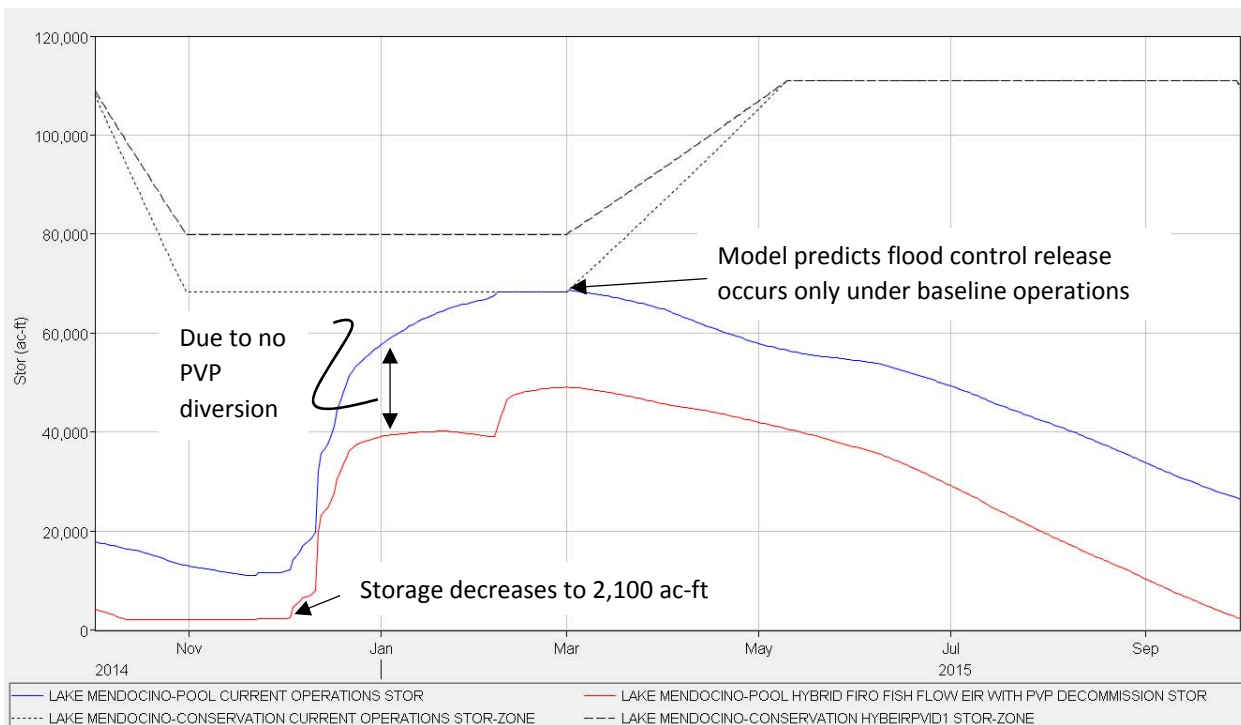 120,000
100,000
80,000
60,000
40,000
20,000
0
Stor (ac-ft)
Model predicts flood control release
occurs only under baseline operations
Due to no
PVP
diversion
Storage decreases to 2,100 ac-ft
Nov Jan Mar May Jul Sep
2014 2015
LAKE MENDOCINO-POOL CURRENT OPERATIONS STOR
LAKE MENDOCINO-POOL HYBRID FIRO FISH FLOW EIR WITH PVP DECOMMISSION STOR
LAKE MENDOCINO-CONSERVATION CURRENT OPERATIONS STOR-ZONE
LAKE MENDOCINO-CONSERVATION HYBEIRPVID1 STOR-ZONE